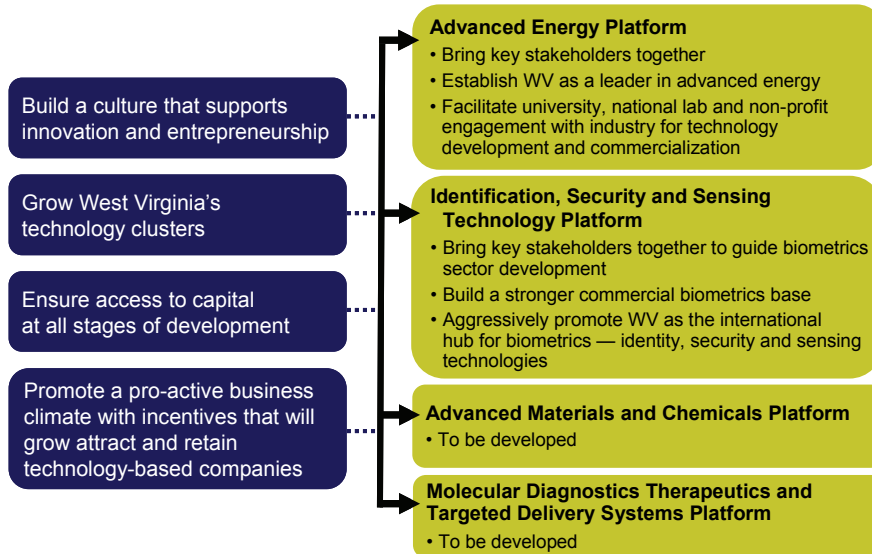 Build a culture that supports
innovation and entrepreneurship
Grow West Virginia's
technology clusters
Ensure access to capital
at all stages of development
Promote a pro-active business
climate with incentives that will
grow attract and retain
technology-based companies
Advanced Energy Platform
• Bring key stakeholders together
• Establish WV as a leader in advanced energy
• Facilitate university, national lab and non-profit
engagement with industry for technology
development and commercialization
Identification, Security and Sensing
Technology Platform
• Bring key stakeholders together to guide biometrics
sector development
• Build a stronger commercial biometrics base
• Aggressively promote WV as the international
hub for biometrics — identity, security and sensing
technologies
Advanced Materials and Chemicals Platform
• To be developed
Molecular Diagnostics Therapeutics and
Targeted Delivery Systems Platform
• To be developed